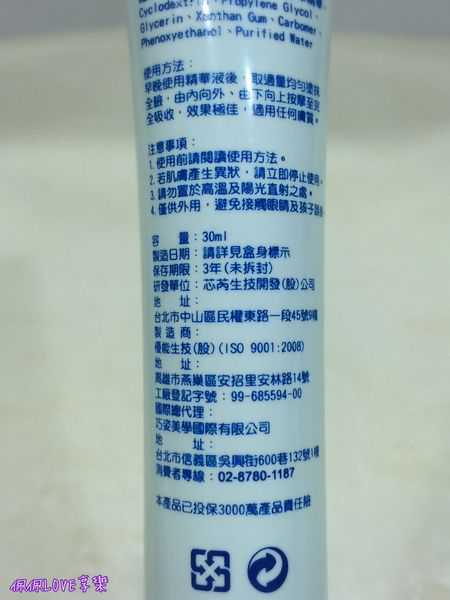 Cyclodextrin、Propylene Glycol、
Glycerin、Xanthan Gum、Carbomer、
Phenoxyethanol、Purified Water
使用方法：
早晚使用精華液後，取適量均勻塗抹
全臉，由內向外、由下向上按摩至完
全吸收，效果極佳，適用任何膚質。
注意事項：
1.使用前請閱讀使用方法。
2.若肌膚產生異狀，請立即停止使用。
3.請勿置於高溫及陽光直射之處。
4.僅供外用，避免接觸眼睛及孩子誤食
容　　量：30ml
製造日期：請詳見盒身標示
保存期限：3年(未拆封)
研發單位：芯芮生技開發(股)公司
地　　址：
台北市中山區民權東路一段45號9樓
製 造 商：
優能生技(股)(ISO 9001:2008)
地　　址：
高雄市燕巢區安招里安林路14號
工廠登記字號：99-685594-00
國際總代理：
巧姿美學國際有限公司
地　　址：
台北市信義區吳興街600巷132號1樓
消費者專線：02-8780-1187
本產品已投保3000萬產品責任險
保保LOVE享樂